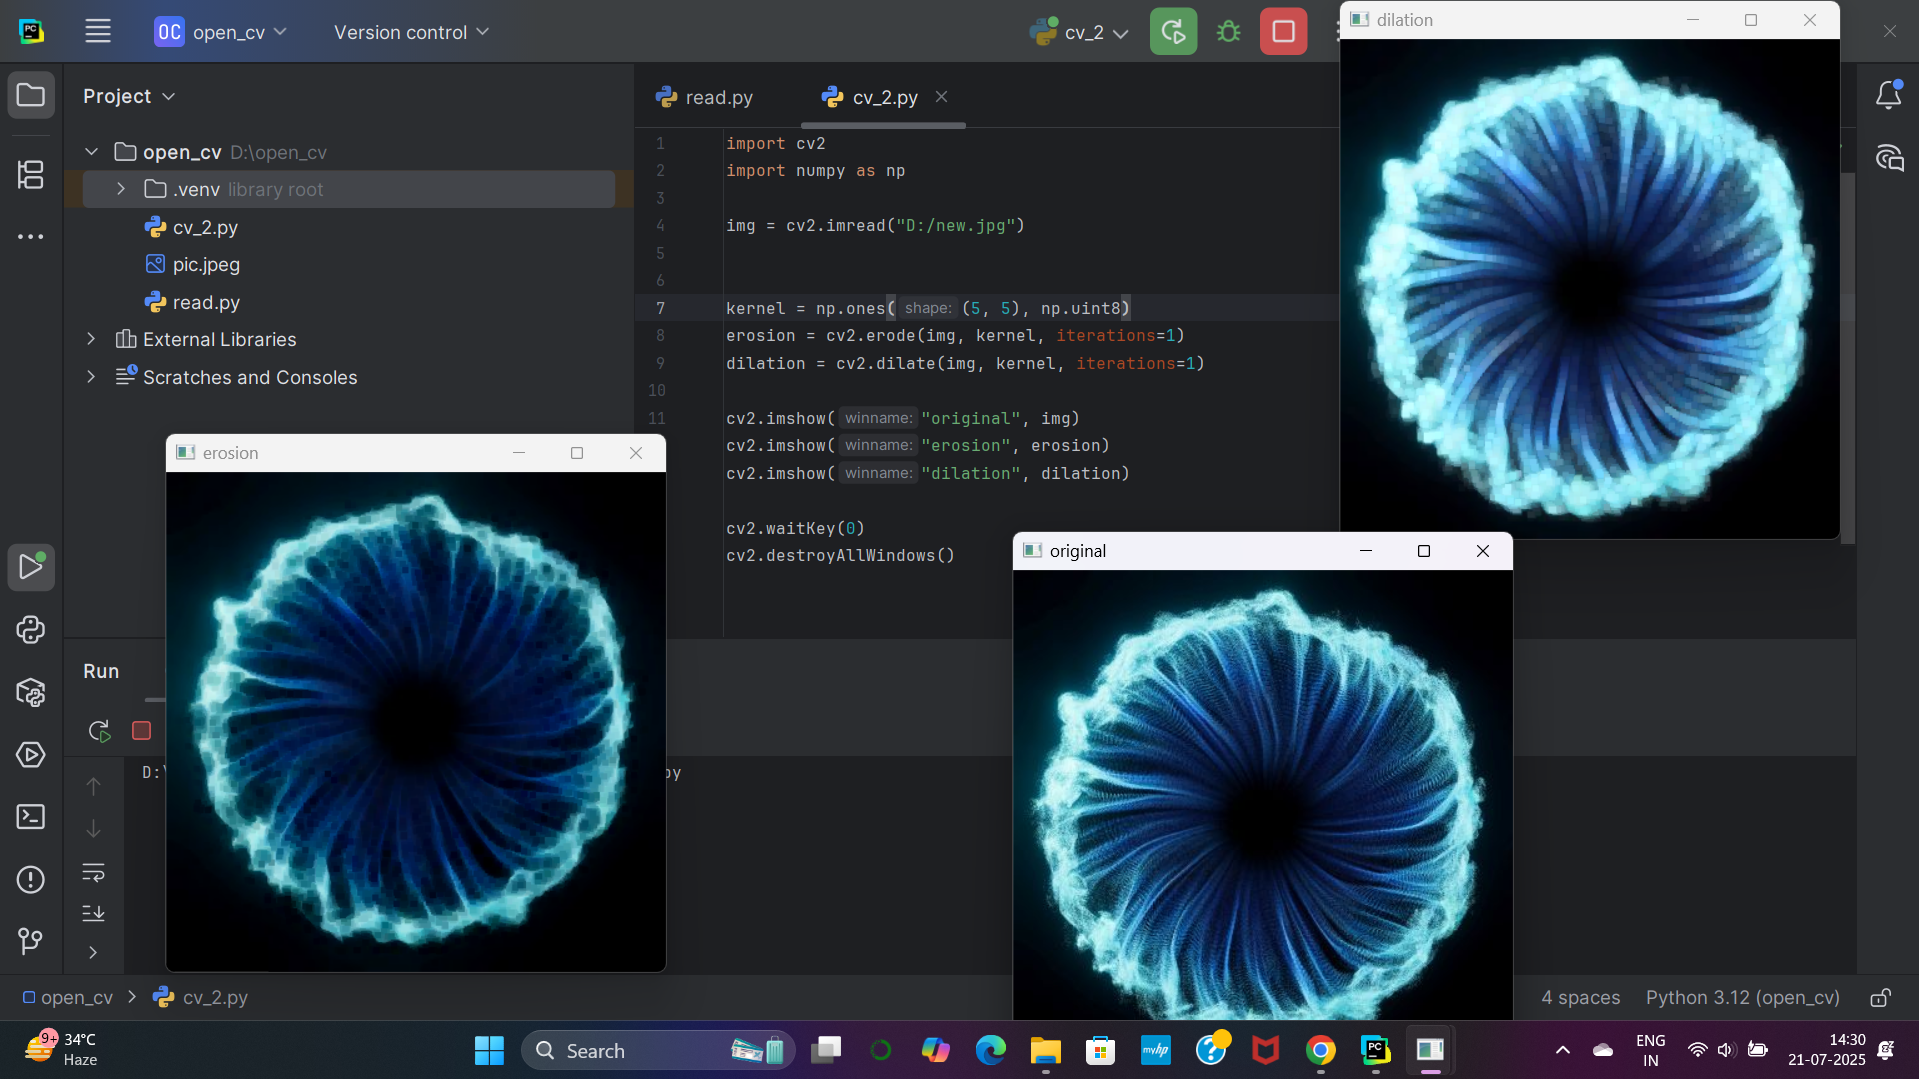 PC
OC open_cv
Version control
cv_2
Project
open_cv D:\open_cv
.venv library root
cv_2.py
pic.jpeg
read.py
External Libraries
Scratches and Consoles
read.py
cv_2.py
1 import cv2
2 import numpy as np
3
4 img = cv2.imread("D:/new.jpg")
5
6
7 kernel = np.ones( shape: (5, 5), np.uint8)
8 erosion = cv2.erode(img, kernel, iterations=1)
9 dilation = cv2.dilate(img, kernel, iterations=1)
10
11 cv2.imshow( winname: "original", img)
cv2.imshow( winname: "erosion", erosion)
cv2.imshow( winname: "dilation", dilation)
cv2.waitKey(0)
cv2.destroyAllWindows()
dilation
erosion
original
Run
D:\
py
open_cv > cv_2.py
4 spaces
Python 3.12 (open_cv)
9+
34°C
Haze
Search
myhp
PC
ENG
IN
14:30
21-07-2025